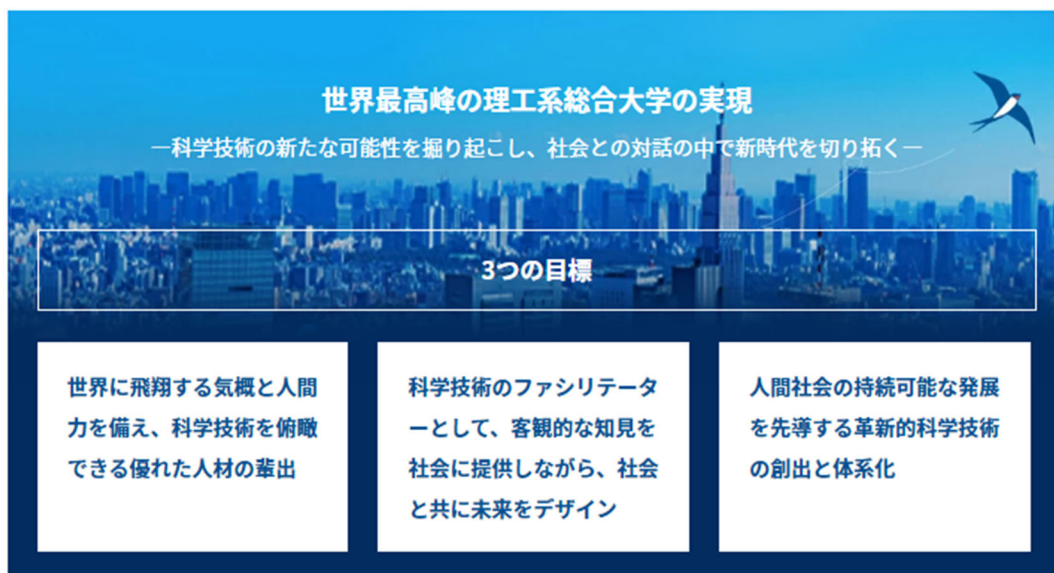 世界最高峰の理工系総合大学の実現
―科学技術の新たな可能性を掘り起こし、社会との対話の中で新時代を切り拓く―
3つの目標
世界に飛翔する気概と人間
力を備え、科学技術を俯瞰
できる優れた人材の輩出
科学技術のファシリテータ
ーとして、客観的な知見を
社会に提供しながら、社会
と共に未来をデザイン
人間社会の持続可能な発展
を先導する革新的科学技術
の創出と体系化